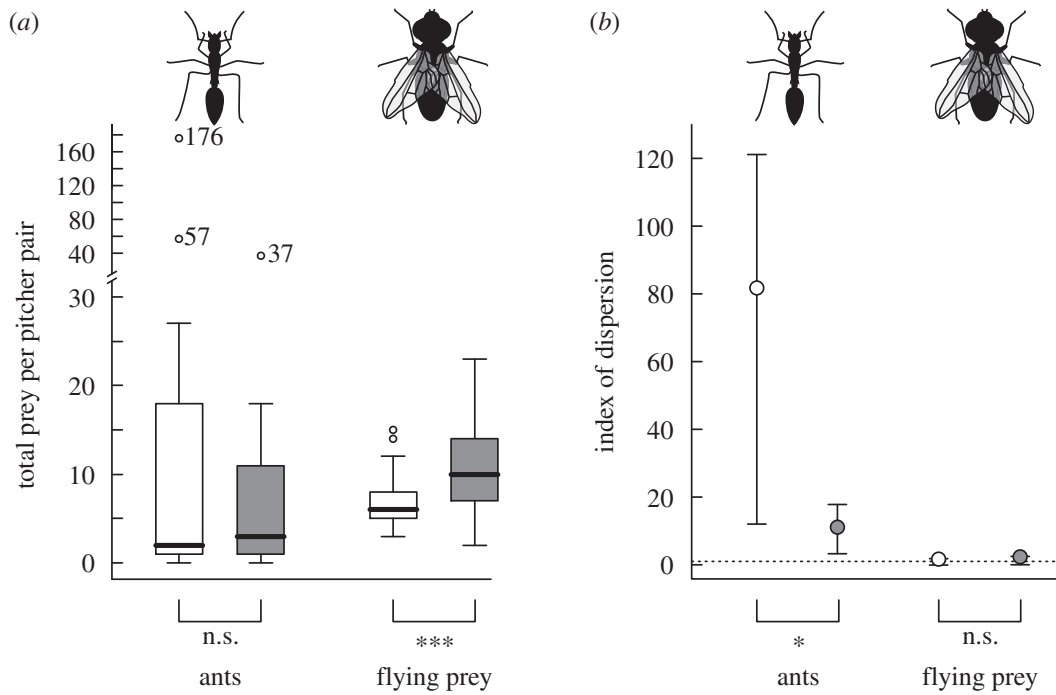 (a)
total prey per pitcher pair
160
120
80
40
30
20
10
0
176
57
37
n.s.
***
ants
flying prey
(b)
index of dispersion
120
100
80
60
40
20
0
*
n.s.
ants
flying prey